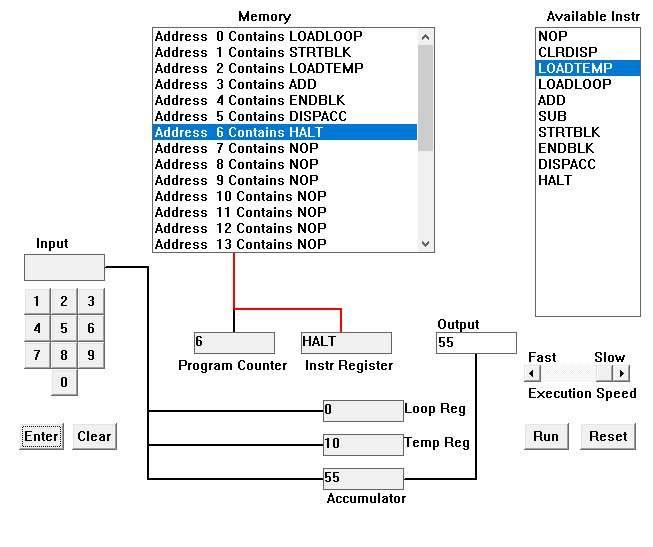 Memory
Address 0 Contains LOADLOOP
Address 1 Contains STRTBLK
Address 2 Contains LOADTEMP
Address 3 Contains ADD
Address 4 Contains ENDBLK
Address 5 Contains DISPACC
Address 6 Contains HALT
Address 7 Contains NOP
Address 8 Contains NOP
Address 9 Contains NOP
Address 10 Contains NOP
Address 11 Contains NOP
Address 12 Contains NOP
Address 13 Contains NOP
Available Instr
NOP
CLRDISP
LOADTEMP
LOADLOOP
ADD
SUB
STRTBLK
ENDBLK
DISPACC
HALT
Input
1 2 3
4 5 6
7 8 9
0
Enter Clear
6
Program Counter
HALT
Instr Register
Output
55
Fast Slow
Execution Speed
Run Reset
0 Loop Reg
10 Temp Reg
55
Accumulator